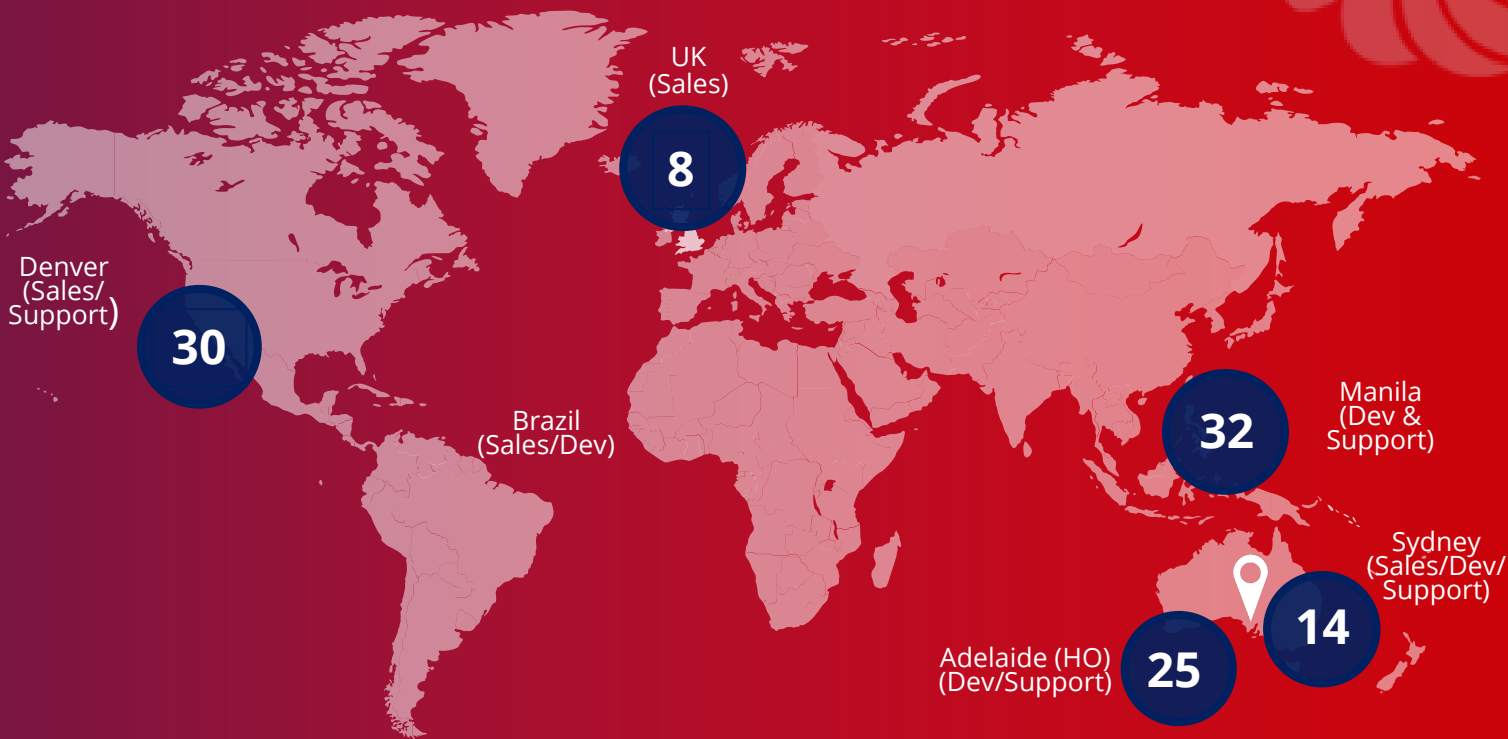 UK
(Sales)
8
Denver
(Sales/
Support)
30
Brazil
(Sales/Dev)
32
Manila
(Dev &
Support)
Sydney
(Sales/Dev/
Support)
14
Adelaide (HO)
(Dev/Support)
25